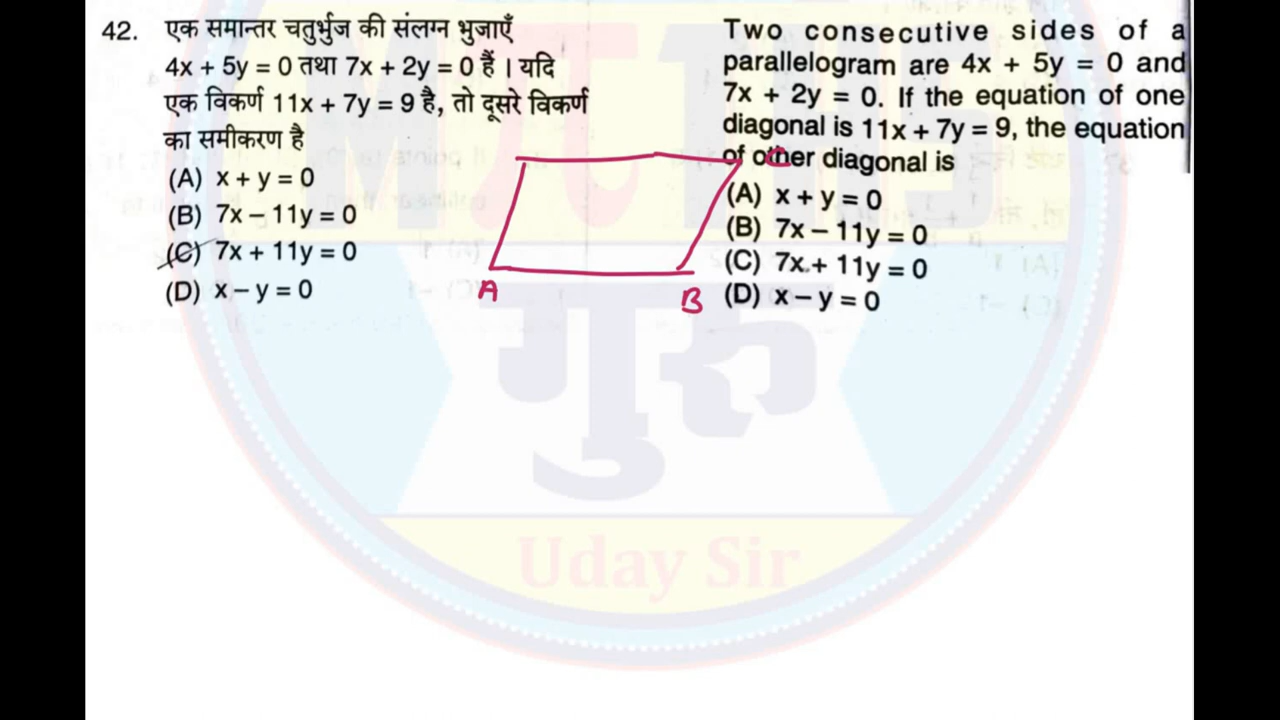 42. एक समान्तर चतुर्भुज की संलग्न भुजाएँ
4x + 5y = 0 तथा 7x + 2y = 0 हैं । यदि
एक विकर्ण 11x + 7y = 9 है, तो दूसरे विकर्ण
का समीकरण है
(A) x + y = 0
(B) 7x – 11y = 0
(C) 7x + 11y = 0
(D) x – y = 0
Two consecutive sides of a
parallelogram are 4x + 5y = 0 and
7x + 2y = 0. If the equation of one
diagonal is 11x + 7y = 9, the equation
of other diagonal is
(A) x + y = 0
(B) 7x – 11y = 0
(C) 7x + 11y = 0
(D) x – y = 0
C
A
B
MATHS
गुरु
Uday Sir